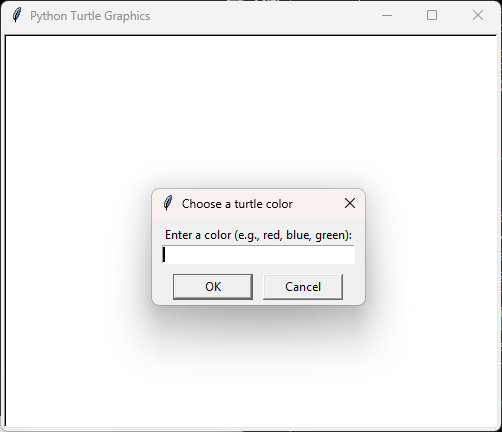 Python Turtle Graphics
Choose a turtle color
Enter a color (e.g., red, blue, green):
OK
Cancel